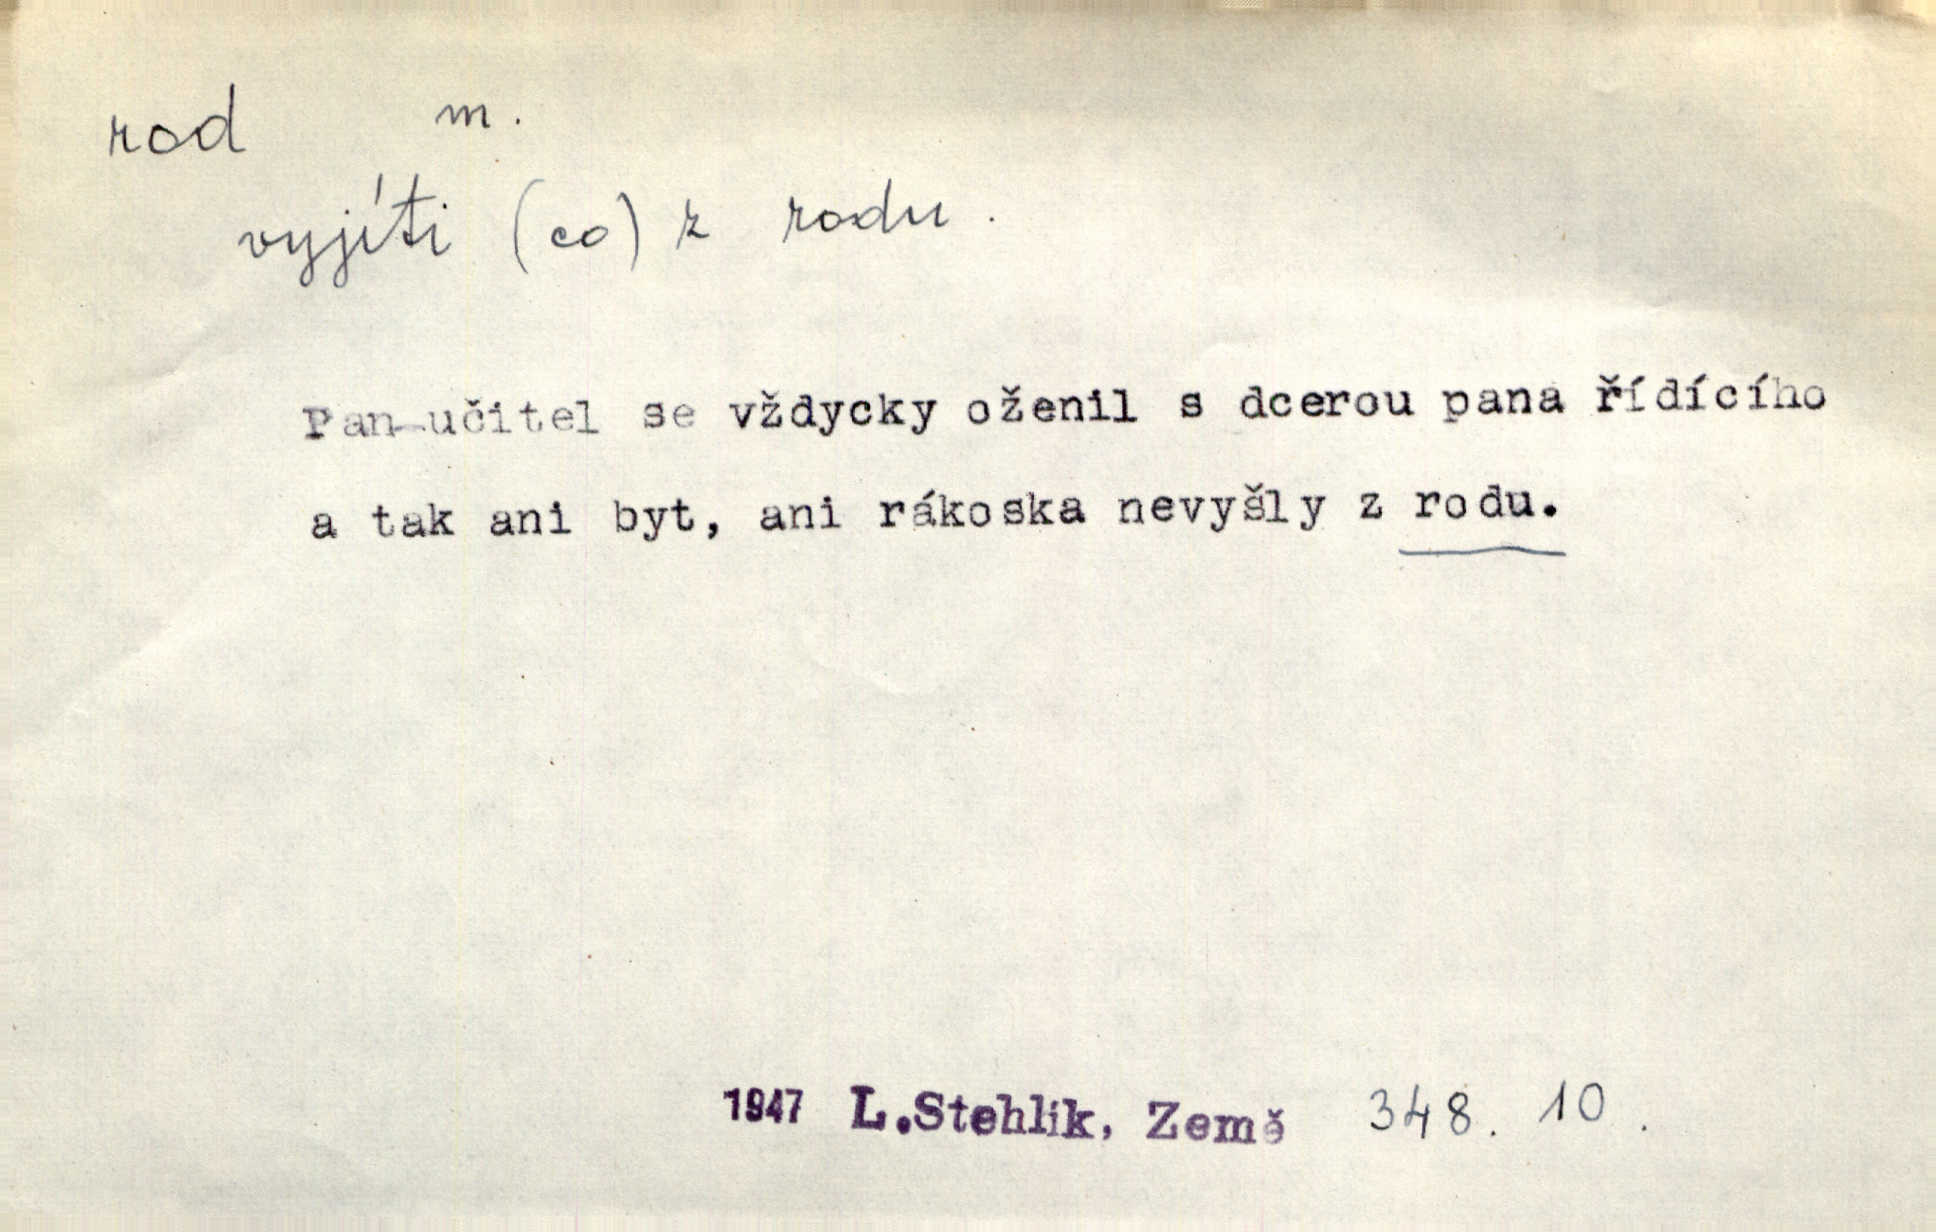 rod m.
vyjíti (co) z rodu.
Pan učitel se vždycky oženil s dcerou pana řídícího
a tak ani byt, ani rákoska nevyšly z rodu.
1947 L.Stehlík, Země 348. 10.